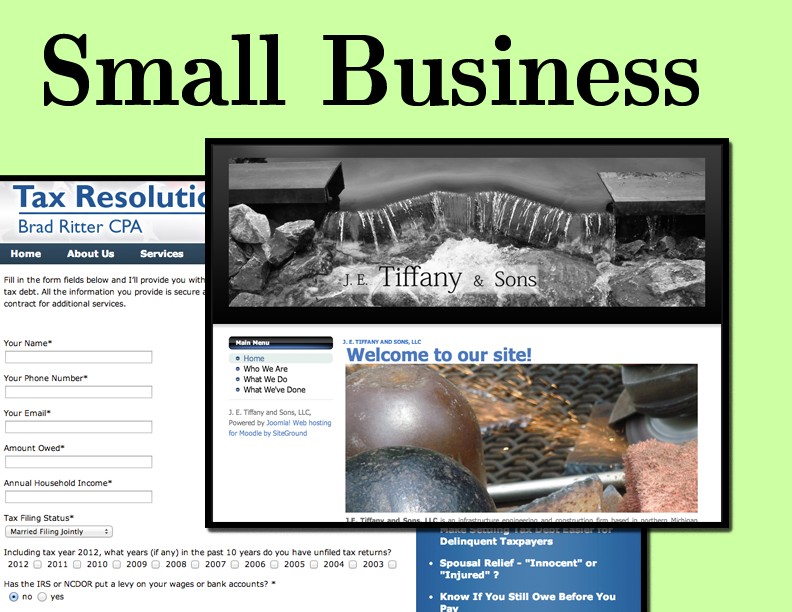 Small Business
Tax Resolutio
Brad Ritter CPA
Home About Us Services
Fill in the form fields below and I'll provide you with
tax debt. All the information you provide is secure a
contract for additional services.
Your Name*
Your Phone Number*
Your Email*
Amount Owed*
Annual Household Income*
Tax Filing Status*
Married Filing Jointly
Including tax year 2012, what years (if any) in the past 10 years do you have unfiled tax returns?
2012 2011 2010 2009 2008 2007 2006 2005 2004 2003
Has the IRS or NCDOR put a levy on your wages or bank accounts? *
no yes
J. E. Tiffany & Sons
Main Menu
Home
Who We Are
What We Do
What We've Done
J. E. Tiffany and Sons, LLC,
Powered by Joomla! Web hosting
for Moodle by SiteGround
J. E. TIFFANY AND SONS, LLC
Welcome to our site!
J. E. Tiffany and Sons, LLC is an infrastructure engineering and construction firm based in northern Michigan
Make Settling Tax Debt Easier for
Delinquent Taxpayers
Spousal Relief - "Innocent" or
"Injured" ?
Know If You Still Owe Before You
Pay